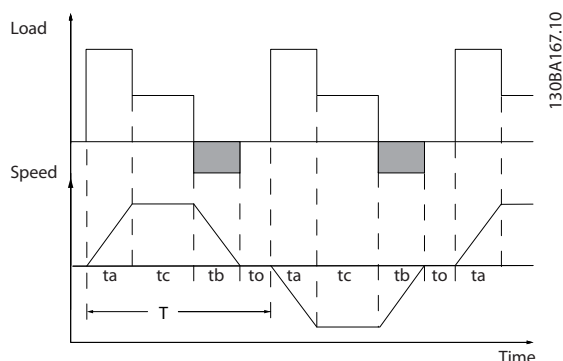 Load
130BA167.10
Speed
ta tc tb to ta tc tb to ta
T
Time